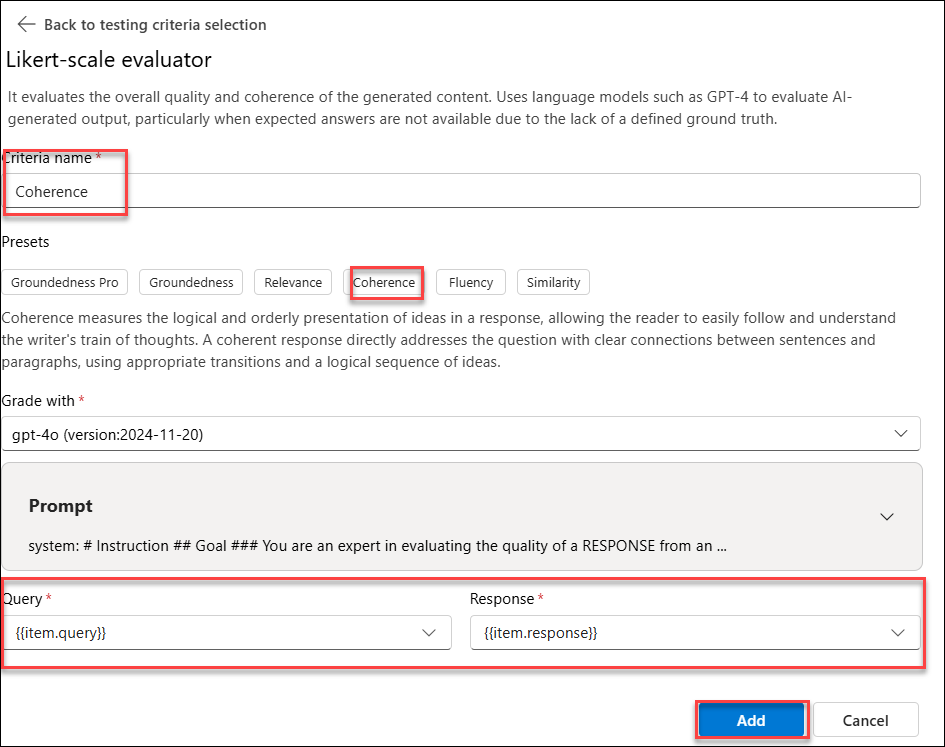 Back to testing criteria selection
Likert-scale evaluator
It evaluates the overall quality and coherence of the generated content. Uses language models such as GPT-4 to evaluate AI-
generated output, particularly when expected answers are not available due to the lack of a defined ground truth.
Criteria name *
Coherence
Presets
Groundedness Pro Groundedness Relevance Coherence Fluency Similarity
Coherence measures the logical and orderly presentation of ideas in a response, allowing the reader to easily follow and understand
the writer's train of thoughts. A coherent response directly addresses the question with clear connections between sentences and
paragraphs, using appropriate transitions and a logical sequence of ideas.
Grade with *
gpt-4o (version:2024-11-20)
Prompt
system: # Instruction ## Goal ### You are an expert in evaluating the quality of a RESPONSE from an ...
Query * Response *
{{item.query}} {{item.response}}
Add Cancel